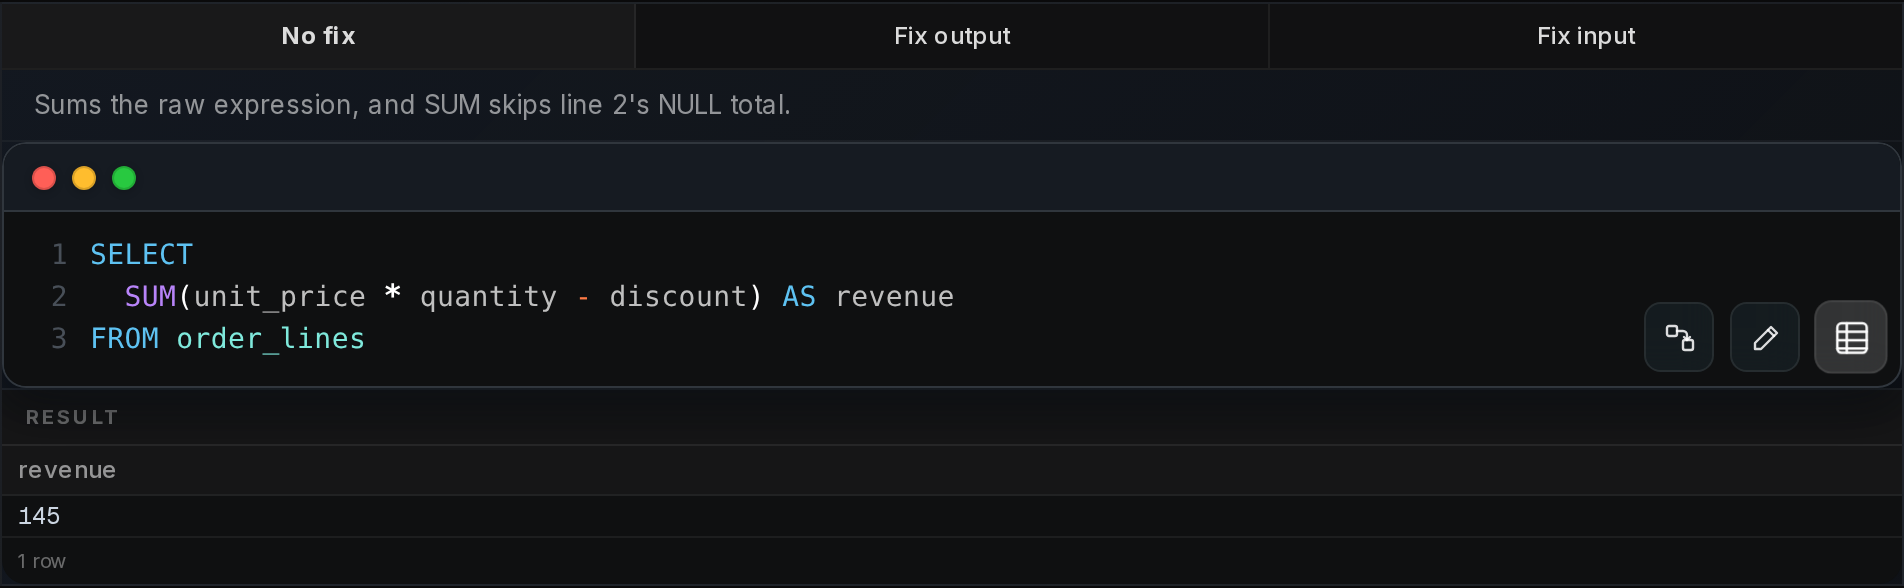 No fix
Fix output
Fix input
Sums the raw expression, and SUM skips line 2's NULL total.
1 SELECT
2 SUM(unit_price * quantity - discount) AS revenue
3 FROM order_lines
RESULT
revenue
145
1 row